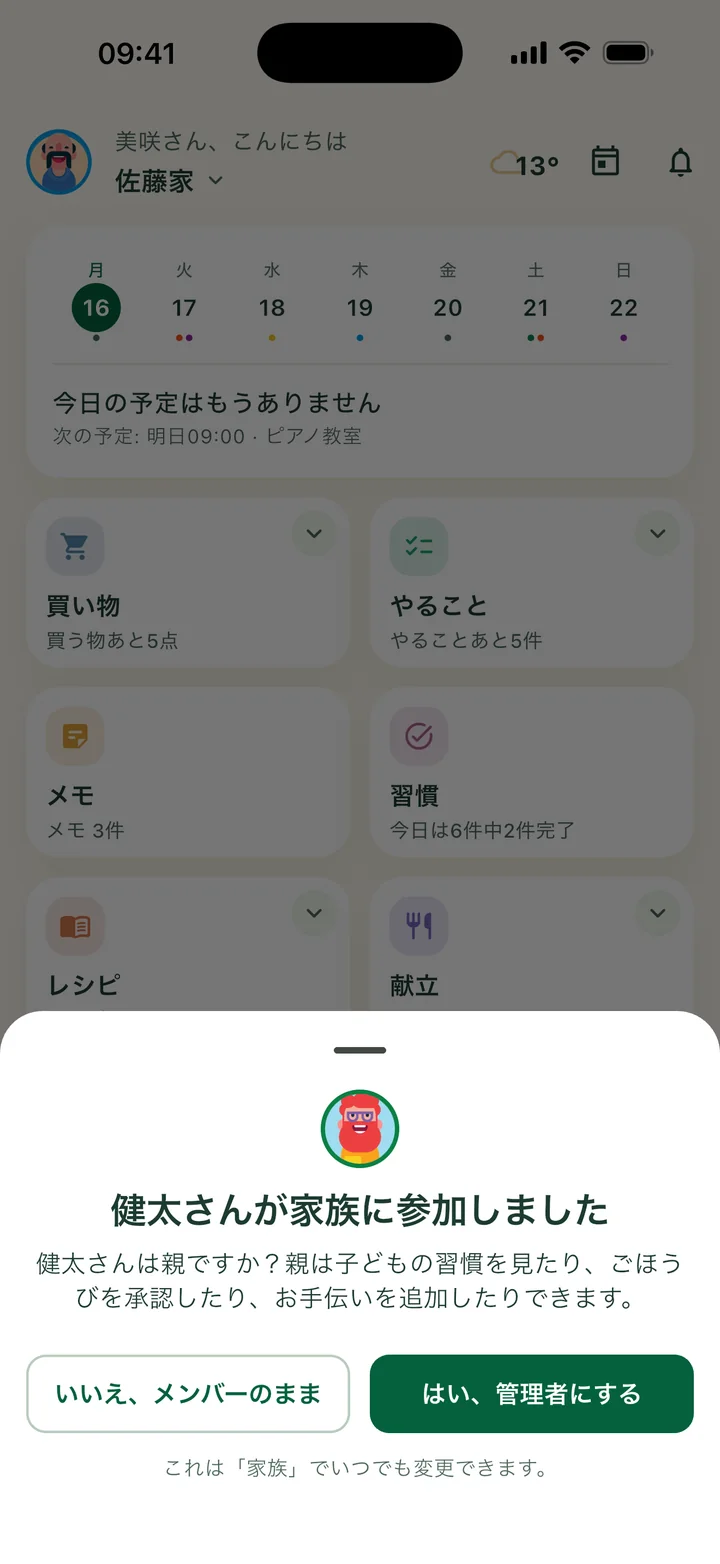 09:41
美咲さん、こんにちは
佐藤家
13°
月 火 水 木 金 土 日
16 17 18 19 20 21 22
今日の予定はもうありません
次の予定: 明日09:00 · ピアノ教室
買い物
買う物あと5点
やること
やることあと5件
メモ
メモ 3件
習慣
今日は6件中2件完了
レシピ
献立
健太さんが家族に参加しました
健太さんは親ですか？親は子どもの習慣を見たり、ごほう
びを承認したり、お手伝いを追加したりできます。
いいえ、メンバーのまま
はい、管理者にする
これは「家族」でいつでも変更できます。